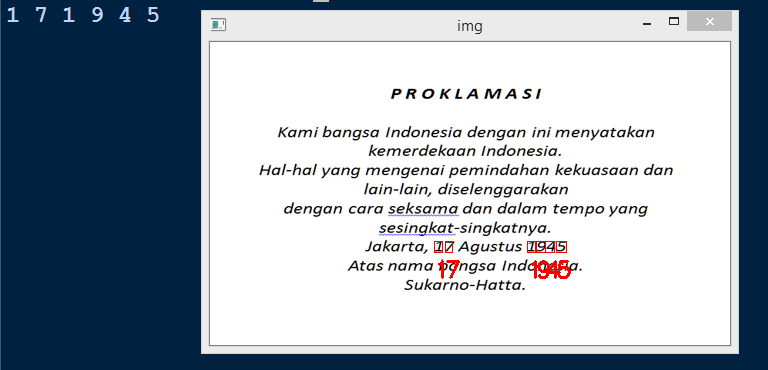 1 7 1 9 4 5
img
PROKLAMASI
Kami bangsa Indonesia dengan ini menyatakan
kemerdekaan Indonesia.
Hal-hal yang mengenai pemindahan kekuasaan dan
lain-lain, diselenggarakan
dengan cara seksama dan dalam tempo yang
sesingkat-singkatnya.
Jakarta, 17 Agustus 1945
Atas nama bangsa Indonesia.
17 1945
Sukarno-Hatta.